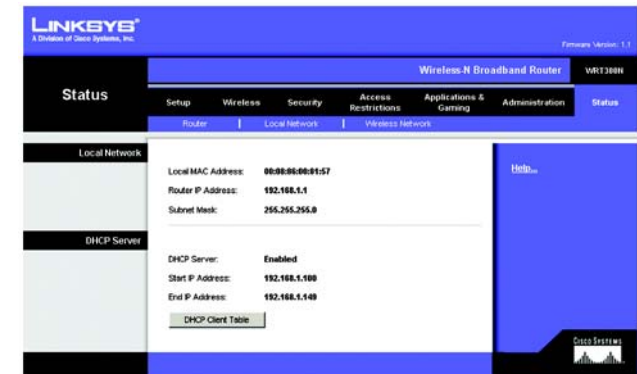 LINKSYS®
A Division of Cisco Systems, Inc.
Firmware Version: 1.1
Wireless-N Broadband Router WRT300N
Status
Setup Wireless Security Access Restrictions Applications & Gaming Administration Status
Router | Local Network | Wireless Network
Local Network
Local MAC Address: 00:08:86:00:01:57
Router IP Address: 192.168.1.1
Subnet Mask: 255.255.255.0
Help...
DHCP Server
DHCP Server: Enabled
Start IP Address: 192.168.1.100
End IP Address: 192.168.1.149
DHCP Client Table
CISCO SYSTEMS